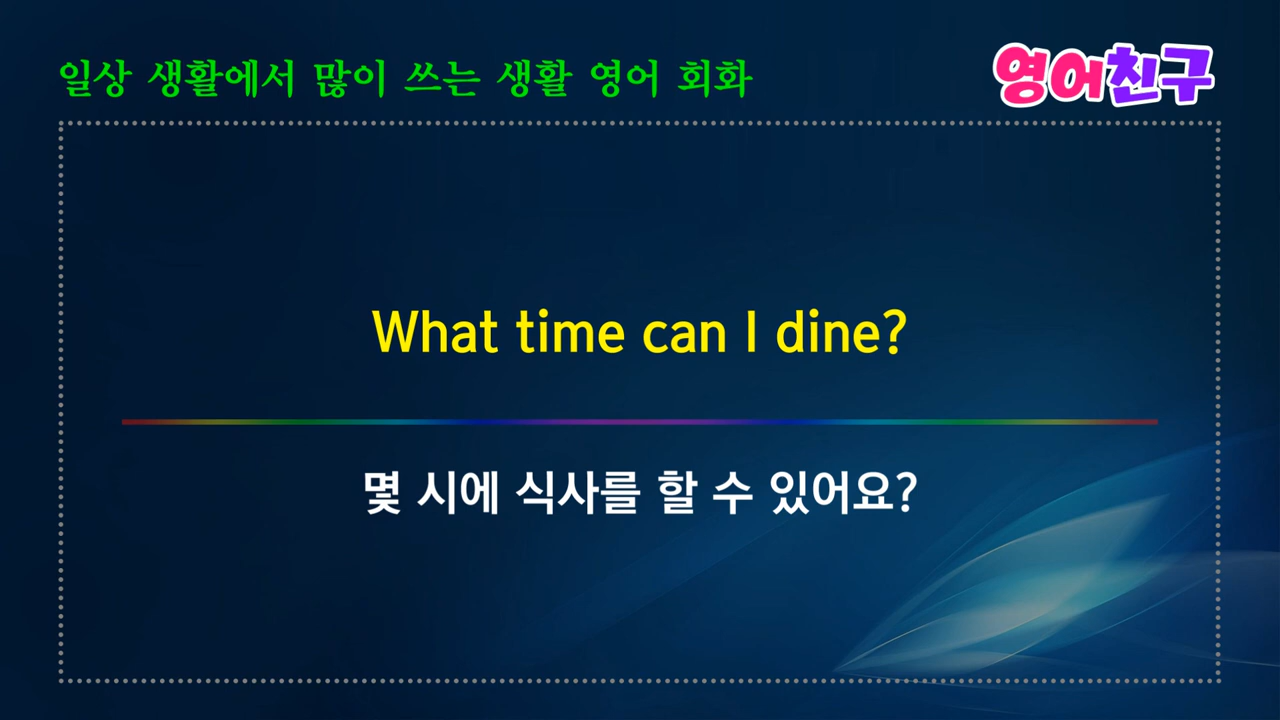 일상 생활에서 많이 쓰는 생활 영어 회화
영어친구
What time can I dine?
몇 시에 식사를 할 수 있어요?